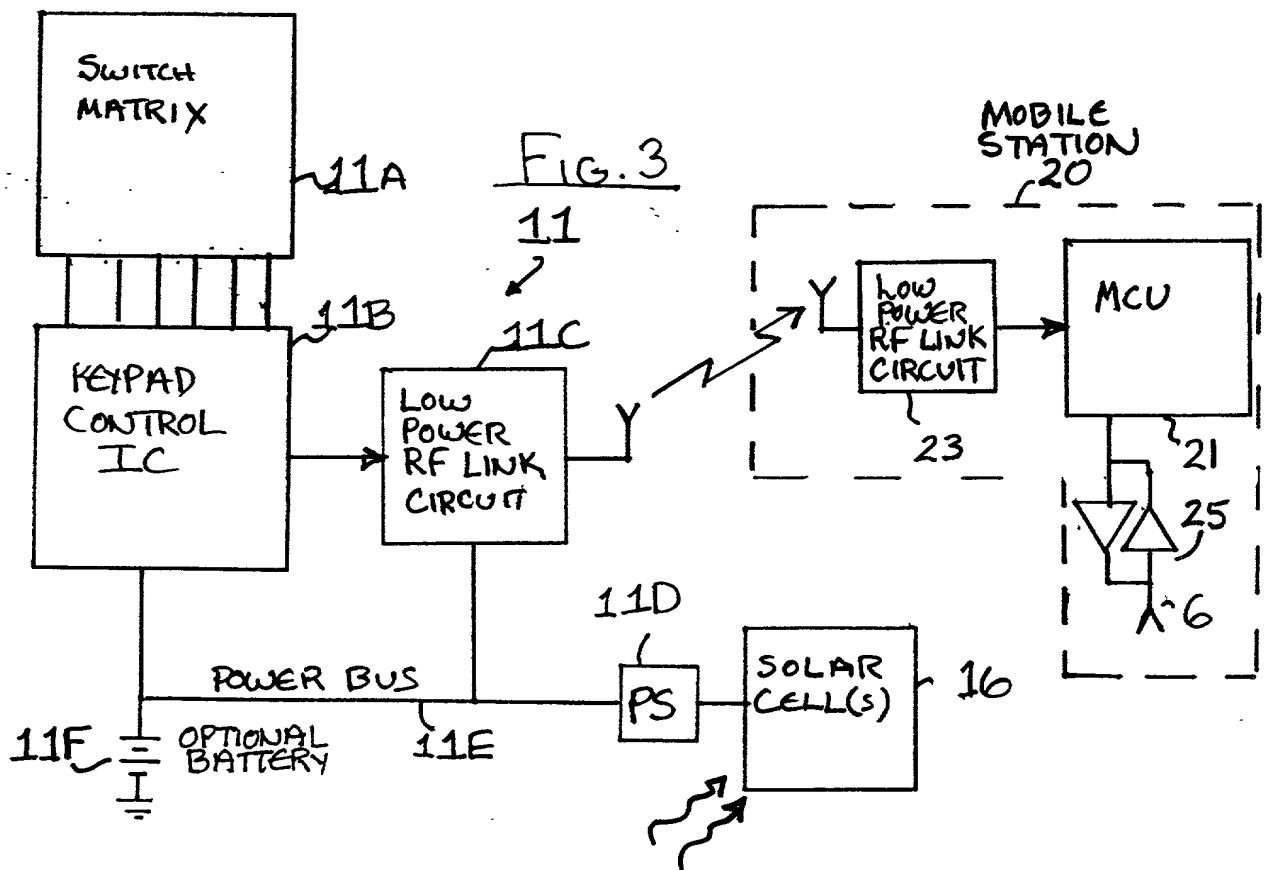 SWITCH
MATRIX
11A
FIG. 3
11
MOBILE
STATION
20
11B
KEYPAD
CONTROL
IC
11C
LOW
POWER
RF LINK
CIRCUIT
LOW
POWER
RF LINK
CIRCUIT
23
MCU
21
25
6
11D
PS
SOLAR
CELL(S)
16
POWER BUS
11E
11F
OPTIONAL
BATTERY